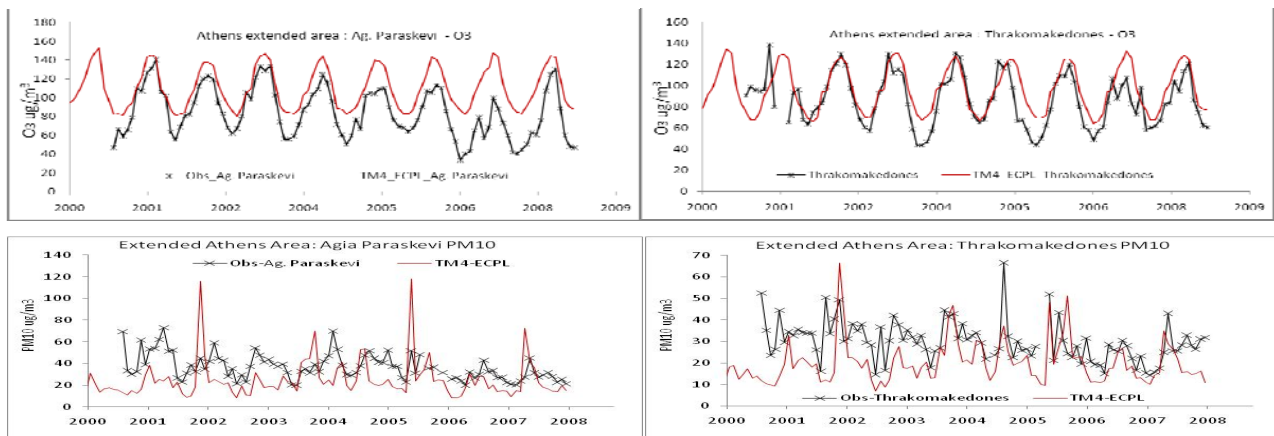 180
160
140
120
100
80
60
40
20
0
O3 ug/m3
Athens extended area : Ag. Paraskevi - O3
Obs_Ag. Paraskevi
TM4_ECPL_Ag. Paraskevi
2000 2001 2002 2003 2004 2005 2006 2008 2009
160
140
120
100
80
60
40
20
0
O3 ug/m3
Athens extended area : Thrakomakedones - O3
Thrakomakedones
TM4_ECPL Thrakomakedones
2000 2001 2002 2003 2004 2005 2006 2008 2009
Extended Athens Area: Agia Paraskevi PM10
140
120
100
80
60
40
20
0
PM10 ug/m3
Obs-Ag. Paraskevi
TM4-ECPL
2000 2001 2002 2003 2004 2005 2006 2007 2008
Extended Athens Area: Thrakomakedones PM10
70
60
50
40
30
20
10
0
PM10 ug/m3
Obs-Thrakomakedones
TM4-ECPL
2000 2001 2002 2003 2004 2005 2006 2007 2008